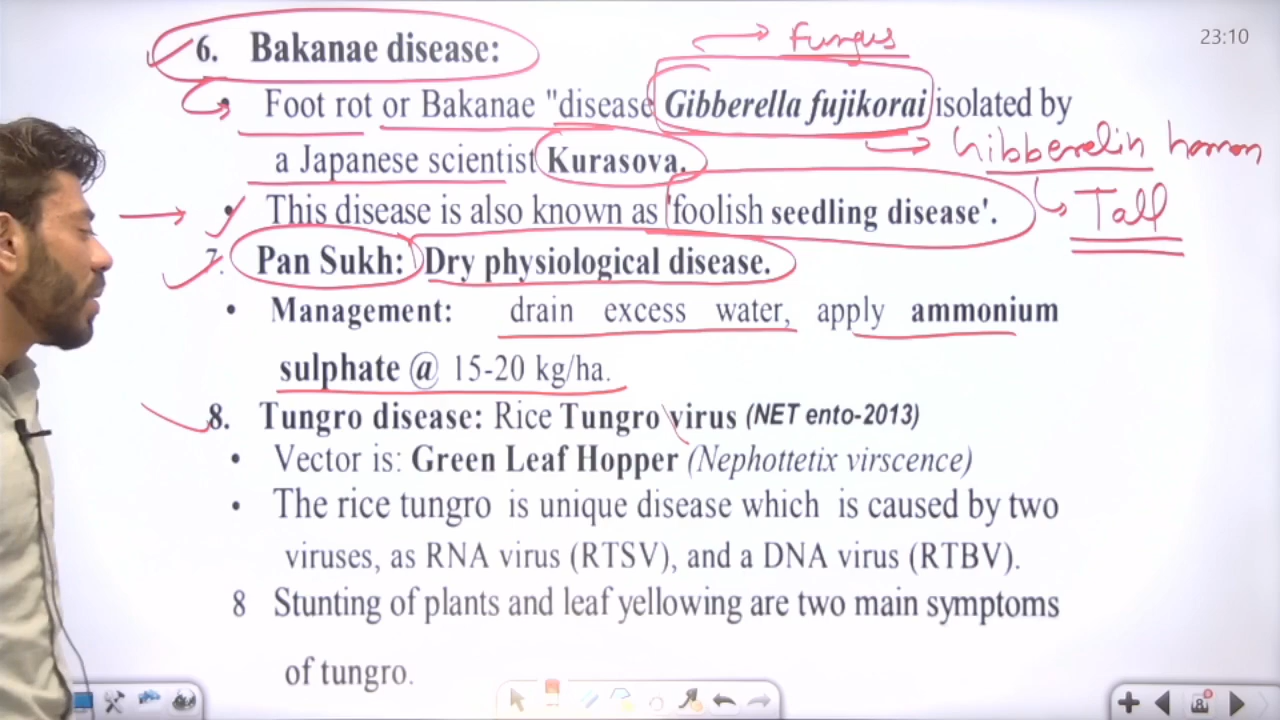 23:10
Fungus
6. Bakanae disease:
• Foot rot or Bakanae "disease Gibberella fujikorai isolated by
Gibberelin harmon
a Japanese scientist Kurasova.
• This disease is also known as 'foolish seedling disease'.
Tall
7. Pan Sukh: Dry physiological disease.
• Management: drain excess water, apply ammonium
sulphate @ 15-20 kg/ha.
8. Tungro disease: Rice Tungro virus (NET ento-2013)
• Vector is: Green Leaf Hopper (Nephottetix virscence)
• The rice tungro is unique disease which is caused by two
viruses, as RNA virus (RTSV), and a DNA virus (RTBV).
8 Stunting of plants and leaf yellowing are two main symptoms
of tungro.
8